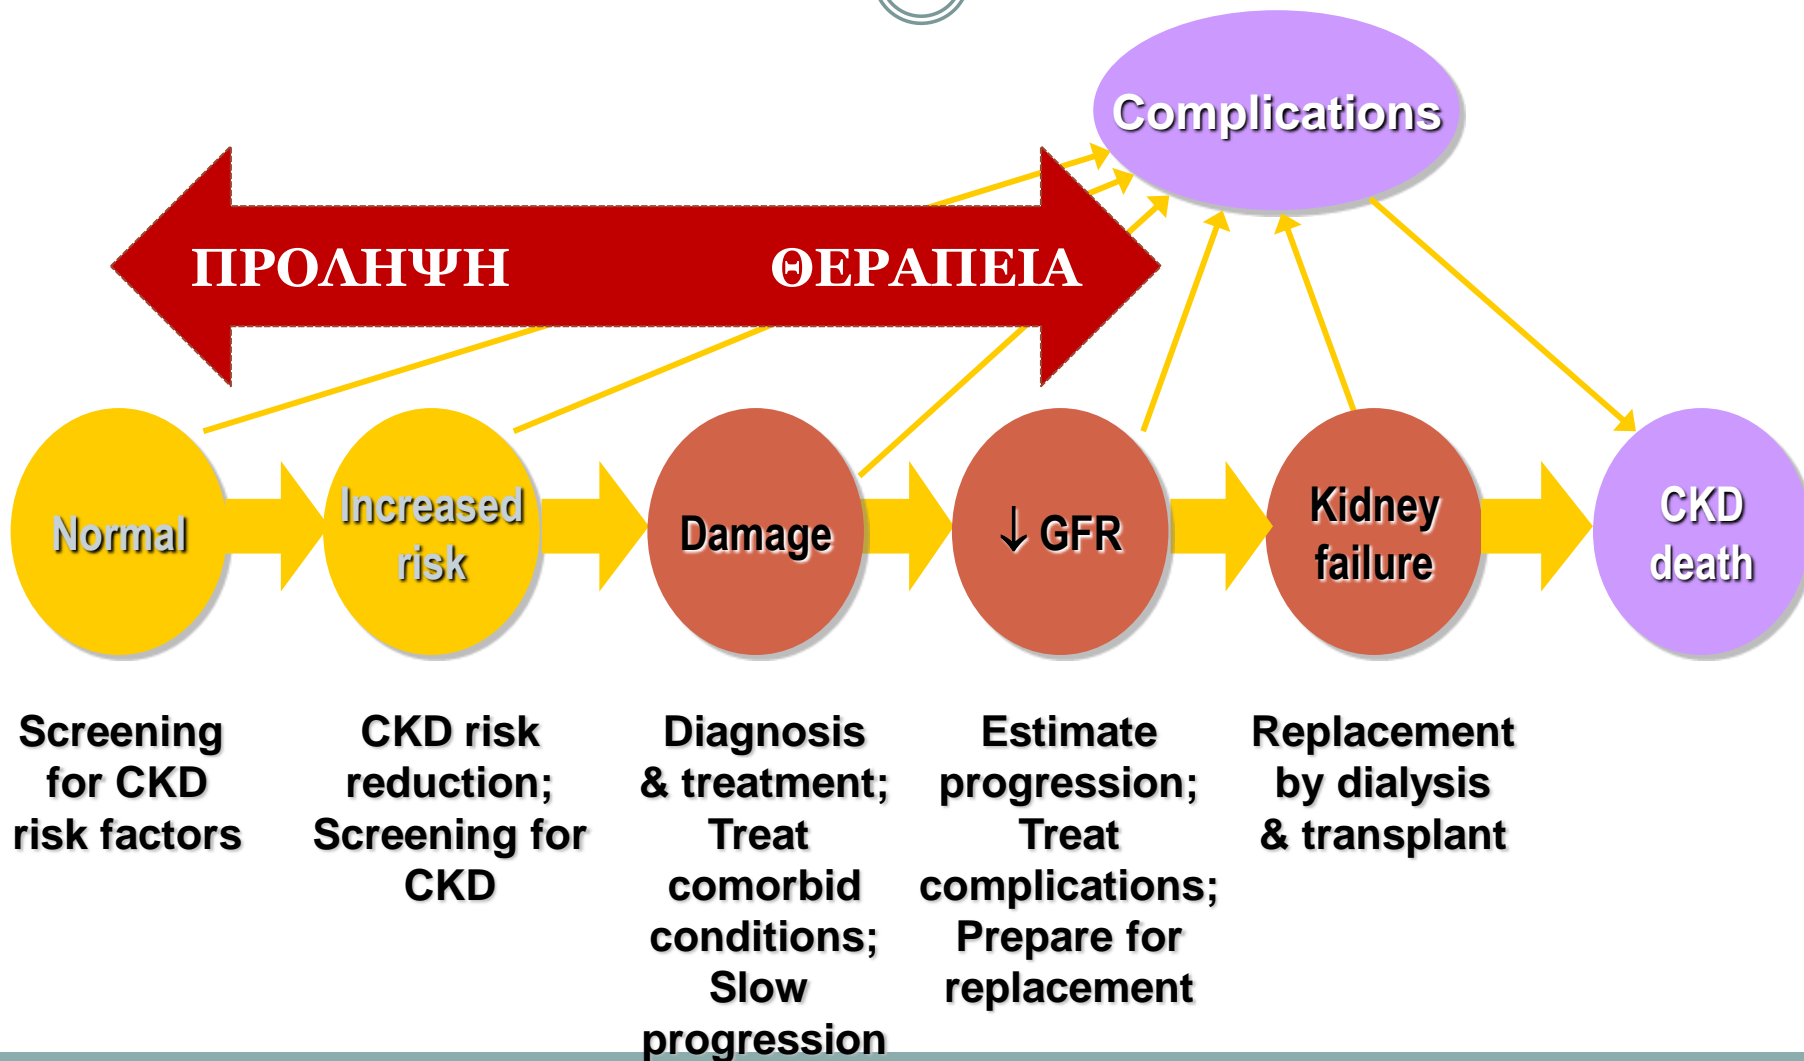 Complications
ΠΡΟΛΗΨΗ
ΘΕΡΑΠΕΙΑ
Normal
Increased
risk
Damage
↓ GFR
Kidney
failure
CKD
death
Screening
for CKD
risk factors
CKD risk
reduction;
Screening for
CKD
Diagnosis
& treatment;
Treat
comorbid
conditions;
Slow
progression
Estimate
progression;
Treat
complications;
Prepare for
replacement
Replacement
by dialysis
& transplant